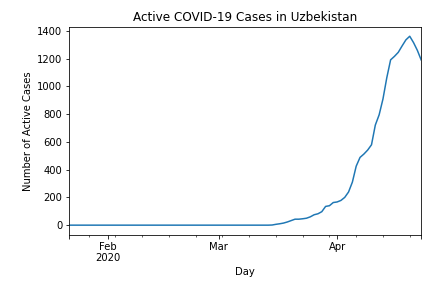 Active COVID-19 Cases in Uzbekistan
1400
1200
1000
800
600
400
200
0
Number of Active Cases
Feb
2020
Mar
Apr
Day